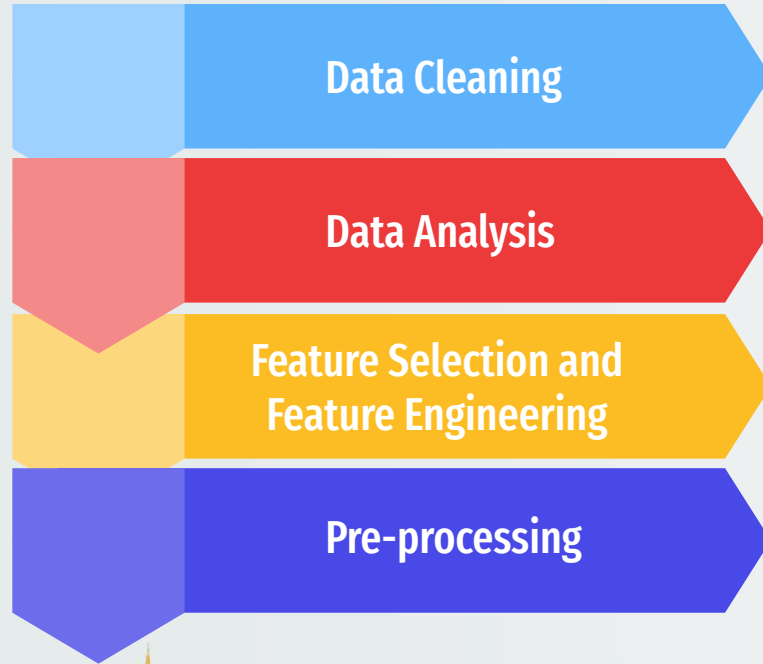 Data Cleaning
Data Analysis
Feature Selection and
Feature Engineering
Pre-processing